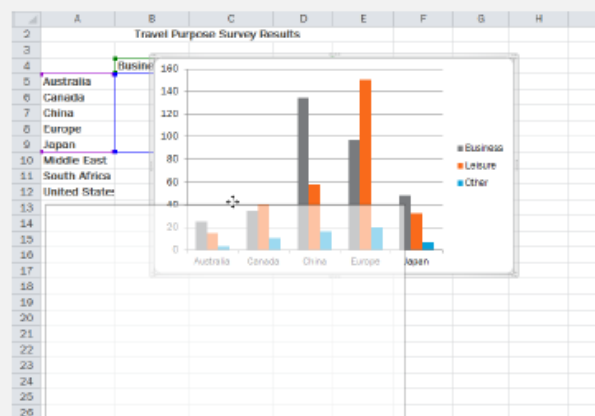 A B C D E F G H
2 Travel Purpose Survey Results
3
4 Busine
5 Australia
6 Canada
7 China
8 Europe
9 Japan
10 Middle East
11 South Africa
12 United States
13
14
15
16
17
18
19
20
21
22
23
24
25
26
160
140
120
100
80
60
40
20
0
Australia Canada China Europe Japan
Business
Leisure
Other